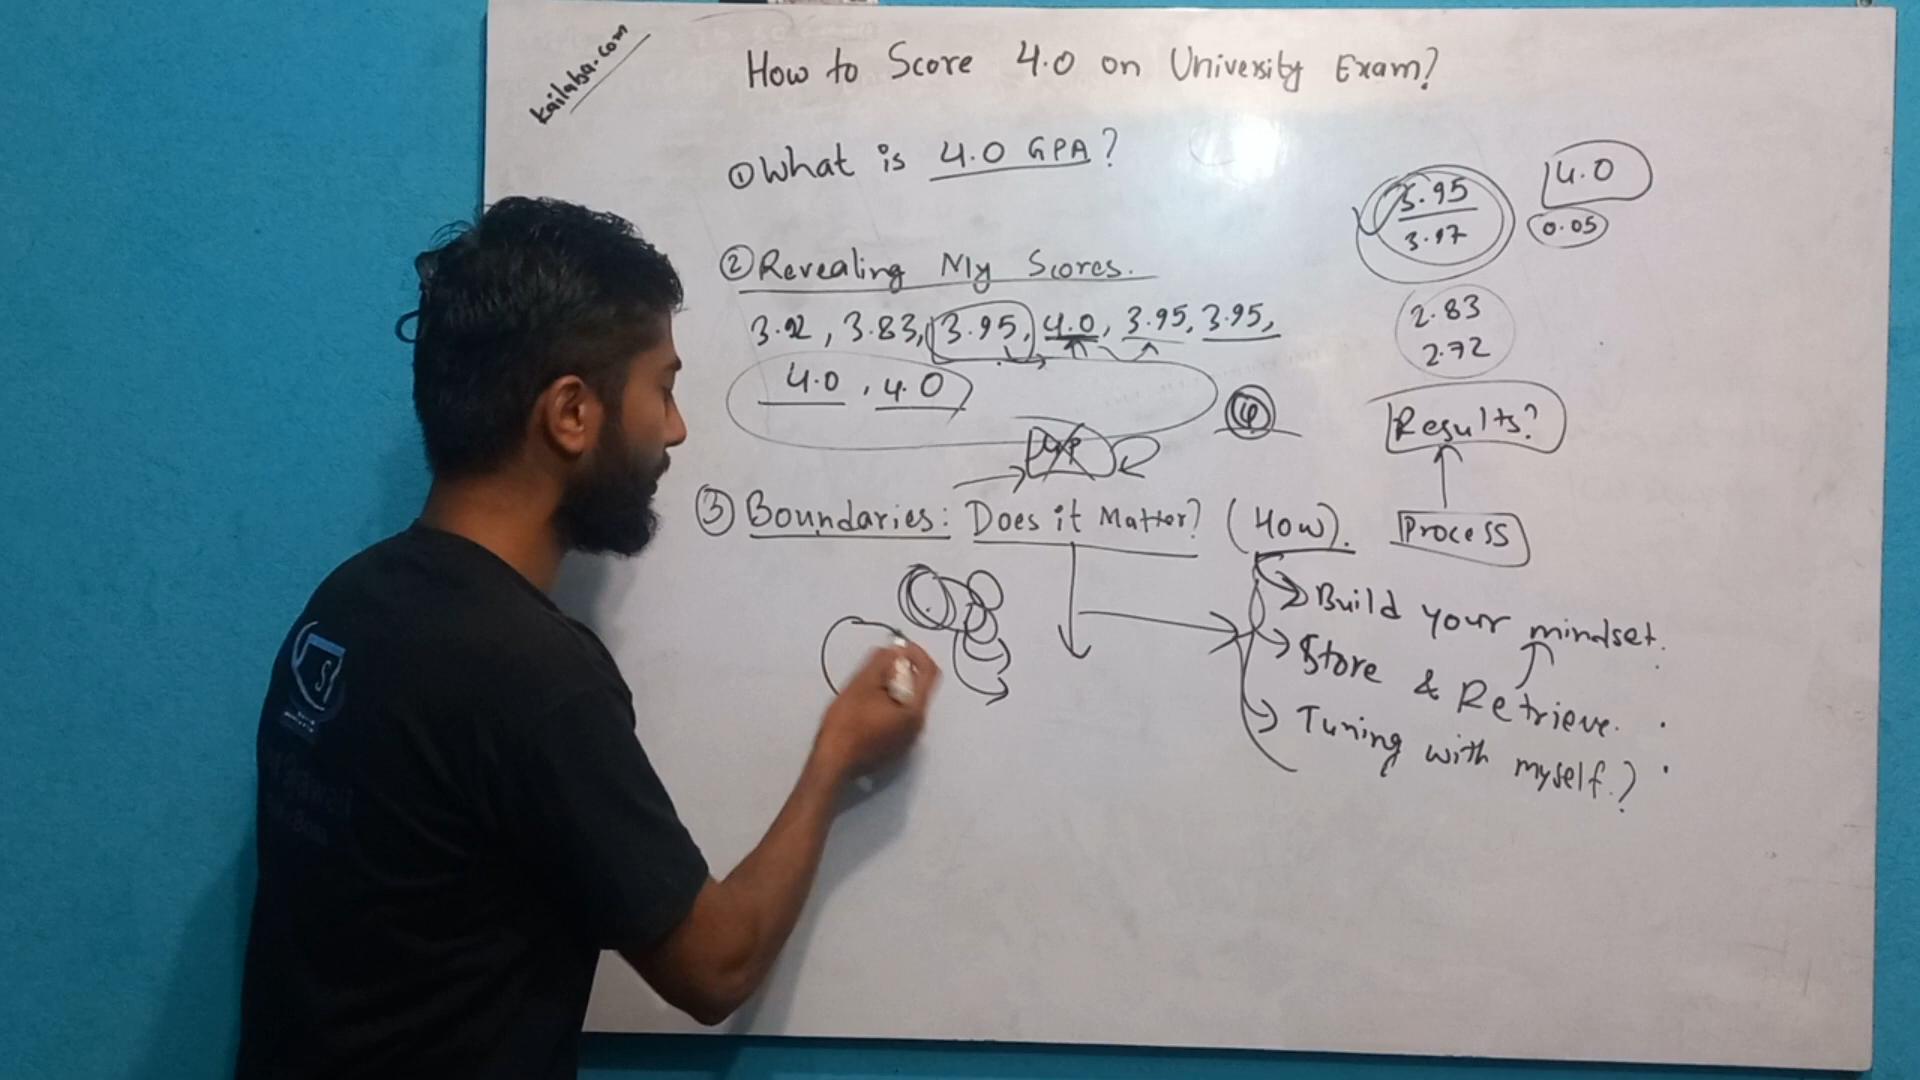 kailaba.com
How to Score 4.0 on University Exam?
① What is 4.0 GPA?
3.95
3.97
4.0
0.05
② Revealing My Scores.
3.92, 3.83, 3.95, 4.0, 3.95, 3.95,
4.0, 4.0
2.83
2.72
Results?
③ Boundaries: Does it Matter? (How).
Process
Build your mindset.
Store & Retrieve.
Tuning with myself.?